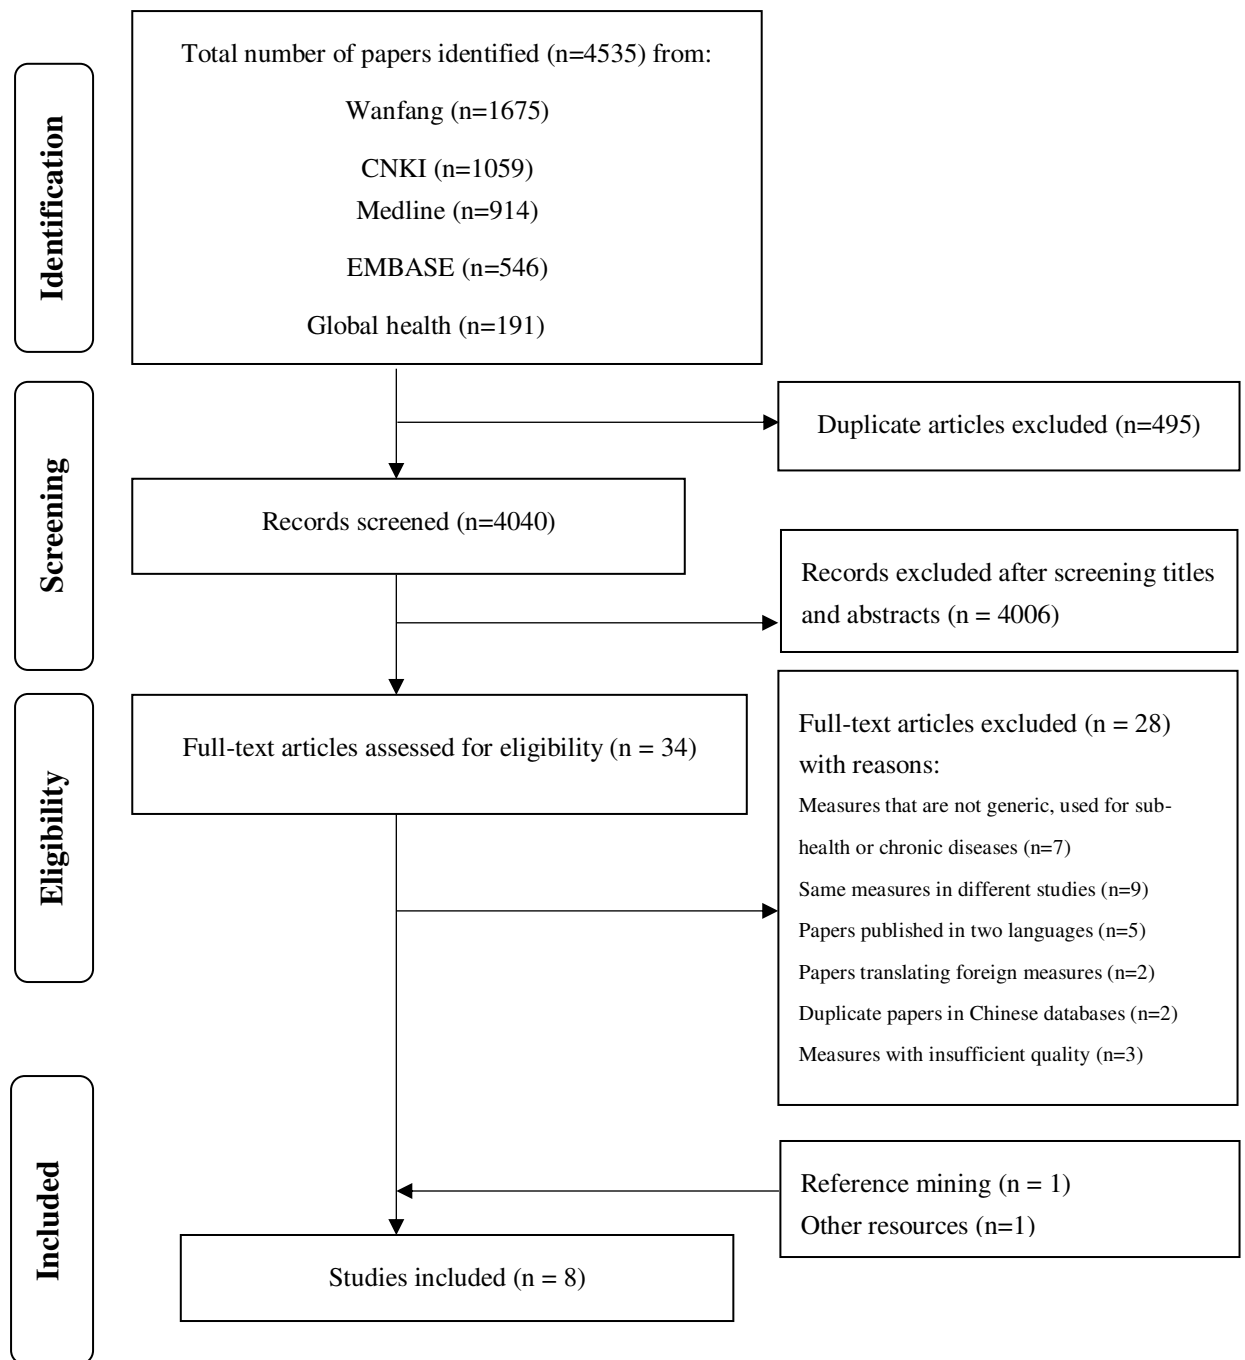 Identification
Total number of papers identified (n=4535) from:
Wanfang (n=1675)
CNKI (n=1059)
Medline (n=914)
EMBASE (n=546)
Global health (n=191)
Screening
Duplicate articles excluded (n=495)
Records screened (n=4040)
Records excluded after screening titles
and abstracts (n = 4006)
Eligibility
Full-text articles assessed for eligibility (n = 34)
Full-text articles excluded (n = 28)
with reasons:
Measures that are not generic, used for sub-
health or chronic diseases (n=7)
Same measures in different studies (n=9)
Papers published in two languages (n=5)
Papers translating foreign measures (n=2)
Duplicate papers in Chinese databases (n=2)
Measures with insufficient quality (n=3)
Included
Reference mining (n = 1)
Other resources (n=1)
Studies included (n = 8)